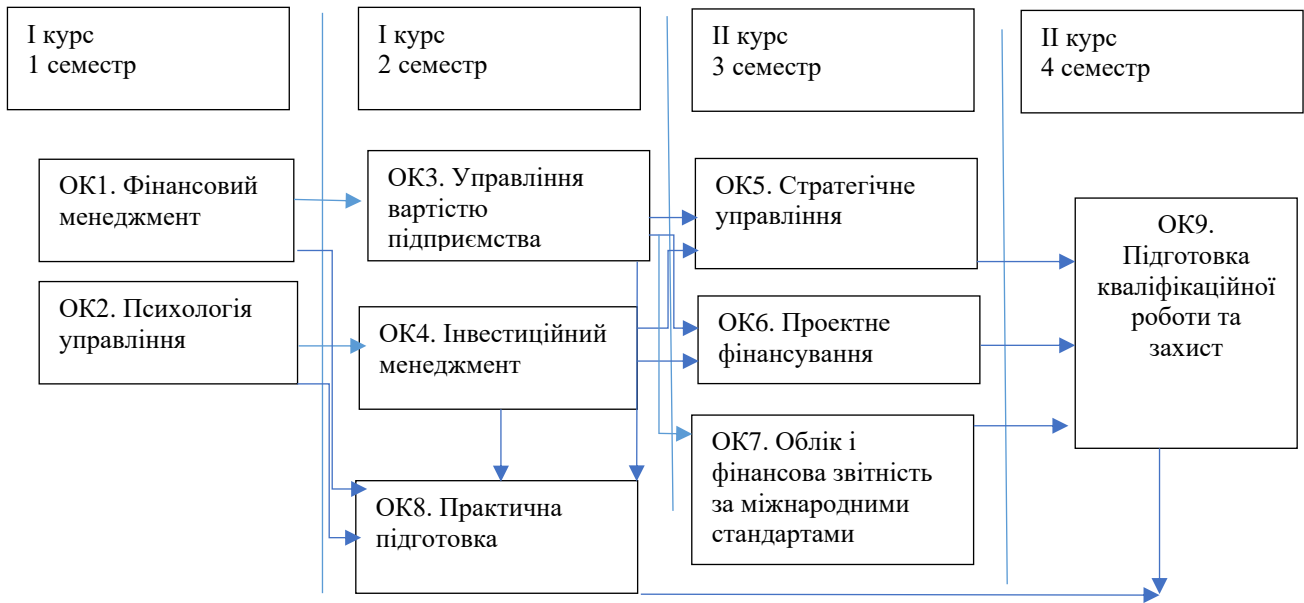 І курс
1 семестр
І курс
2 семестр
ІІ курс
3 семестр
ІІ курс
4 семестр
ОК1. Фінансовий
менеджмент
ОК2. Психологія
управління
ОК3. Управління
вартістю
підприємства
ОК4. Інвестиційний
менеджмент
ОК8. Практична
підготовка
ОК5. Стратегічне
управління
ОК6. Проектне
фінансування
ОК7. Облік і
фінансова звітність
за міжнародними
стандартами
ОК9.
Підготовка
кваліфікаційної
роботи та
захист